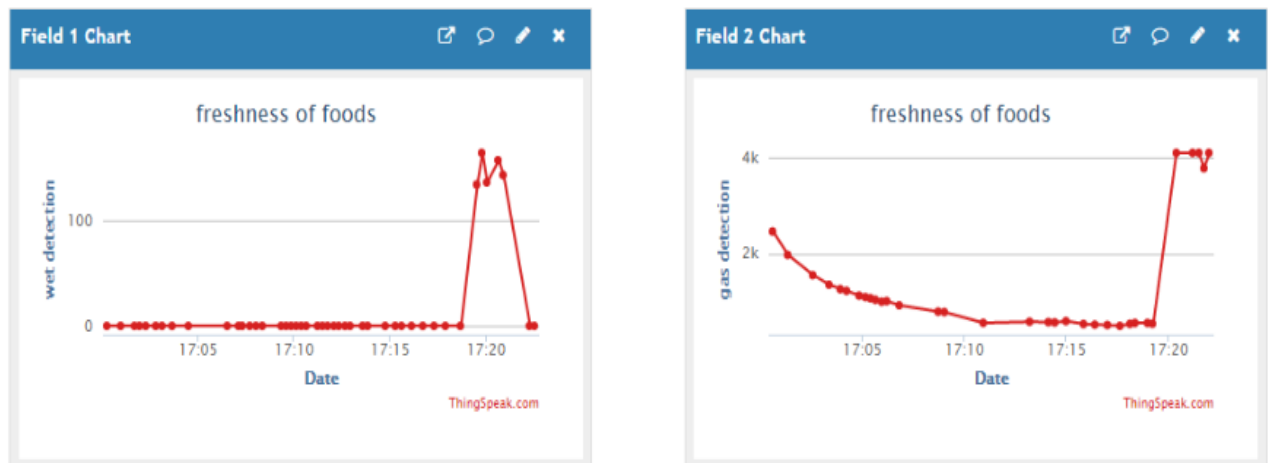 Field 1 Chart
freshness of foods
wet detection
100
0
17:05 17:10 17:15 17:20
Date
ThingSpeak.com
Field 2 Chart
freshness of foods
gas detection
4k
2k
17:05 17:10 17:15 17:20
Date
ThingSpeak.com